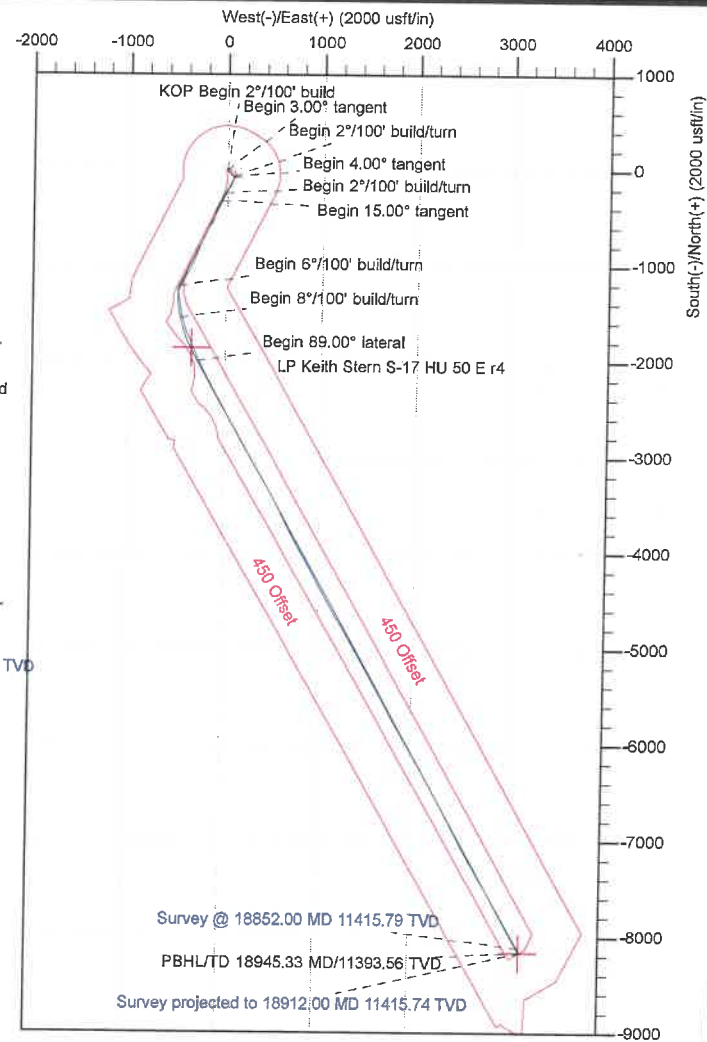 West(-)/East(+) (2000 usft/in)
-2000 -1000 0 1000 2000 3000 4000
KOP Begin 2°/100' build
Begin 3.00° tangent
Begin 2°/100' build/turn
Begin 4.00° tangent
Begin 2°/100' build/turn
Begin 15.00° tangent
Begin 6°/100' build/turn
Begin 8°/100' build/turn
Begin 89.00° lateral
LP Keith Stern S-17 HU 50 E r4
d
450 Offset
450 Offset
TVD
Survey @ 18852.00 MD 11415.79 TVD
PBHL/TD 18945.33 MD/11393.56 TVD
Survey projected to 18912.00 MD 11415.74 TVD
1000
0
-1000
-2000
-3000
-4000
-5000
-6000
-7000
-8000
-9000
South(-)/North(+) (2000 usft/in)